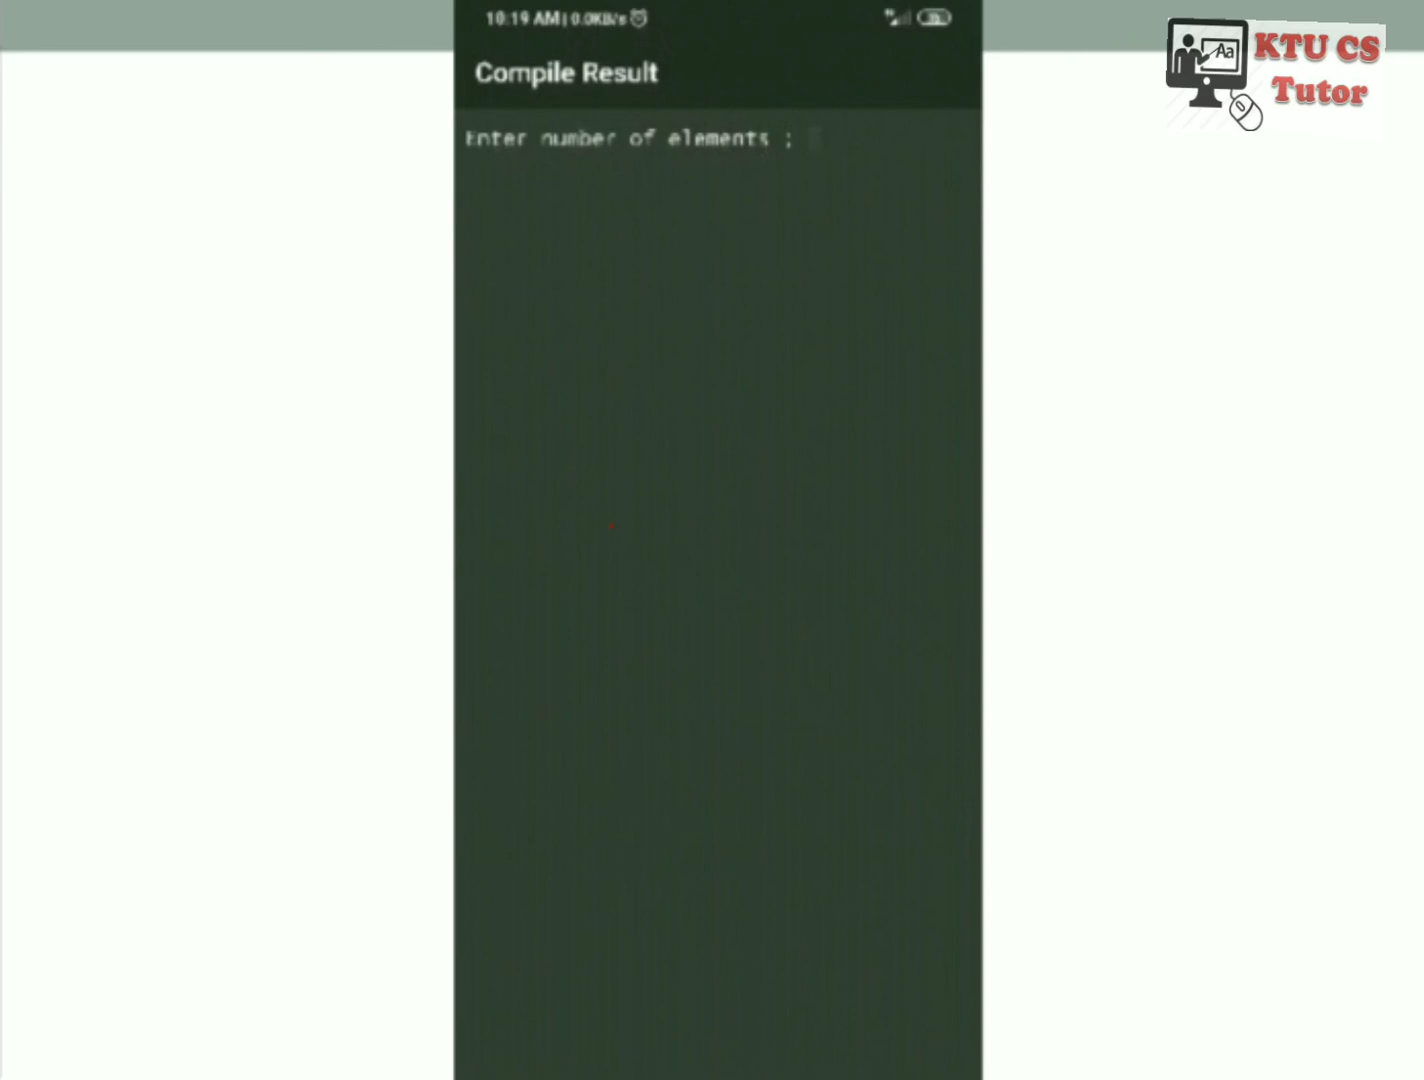 10:19 AM | 0.0KB/s
Compile Result
Enter number of elements :
Aa
KTU CS
Tutor